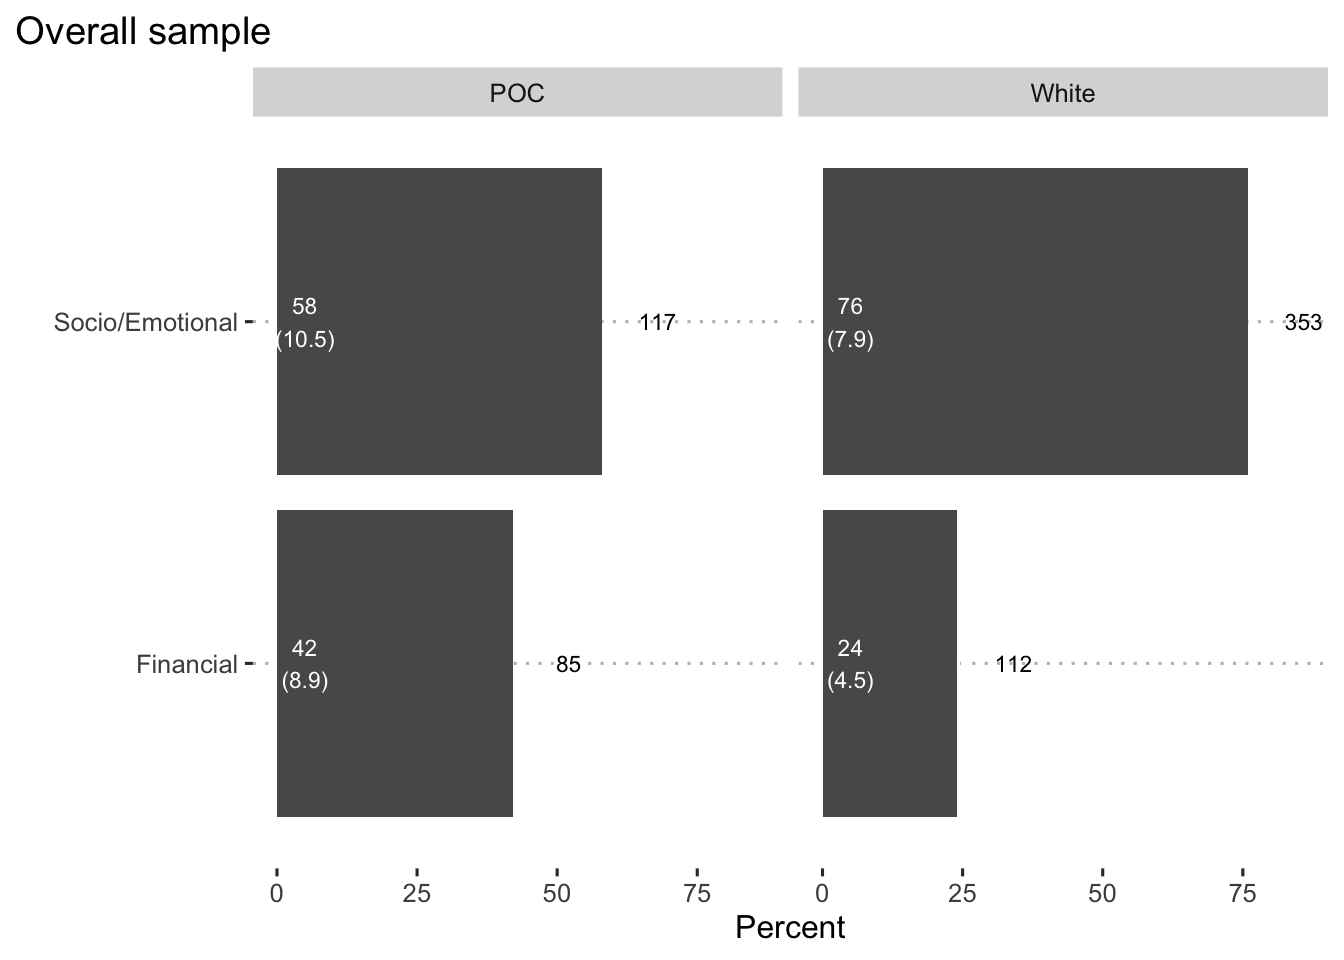 Overall sample
POC
White
Socio/Emotional
58
(10.5)
117
76
(7.9)
353
Financial
42
(8.9)
85
24
(4.5)
112
0 25 50 75 0 25 50 75
Percent